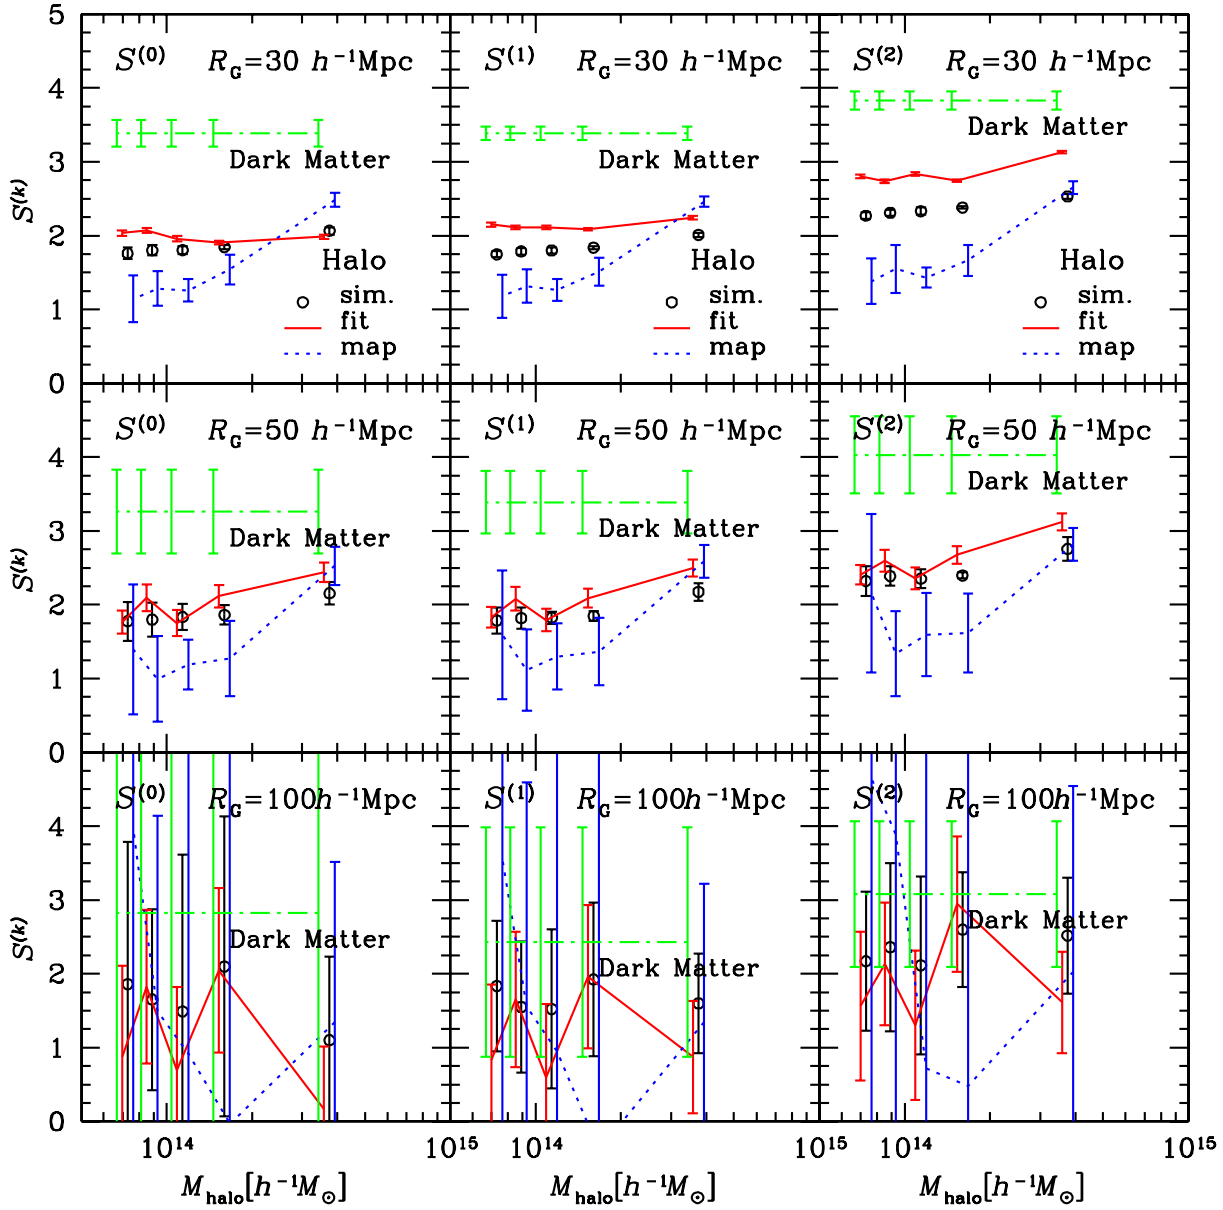 5
4
3
2
1
0
S(k)
S(0) RG=30 h−1Mpc
Dark Matter
Halo
sim.
fit
map
S(1) RG=30 h−1Mpc
Dark Matter
Halo
sim.
fit
map
S(2) RG=30 h−1Mpc
Dark Matter
Halo
sim.
fit
map
4
3
2
1
0
S(k)
S(0) RG=50 h−1Mpc
Dark Matter
S(1) RG=50 h−1Mpc
Dark Matter
S(2) RG=50 h−1Mpc
Dark Matter
4
3
2
1
0
S(k)
S(0) RG=100h−1Mpc
Dark Matter
S(1) RG=100h−1Mpc
Dark Matter
S(2) RG=100h−1Mpc
Dark Matter
1014 1015 1014 1015 1014 1015
Mhalo[h−1M⊙] Mhalo[h−1M⊙] Mhalo[h−1M⊙]